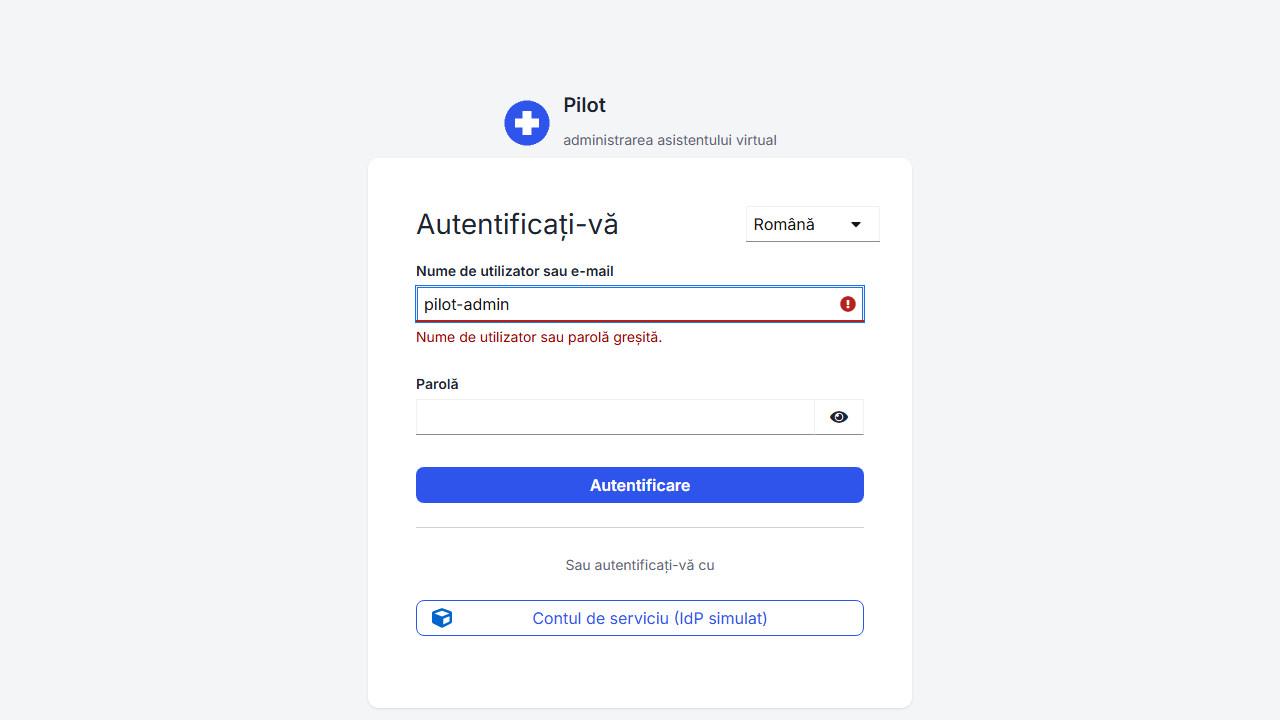 Pilot
administrarea asistentului virtual
Autentificați-vă
Română
Nume de utilizator sau e-mail
pilot-admin
Nume de utilizator sau parolă greșită.
Parolă
Autentificare
Sau autentificați-vă cu
Contul de serviciu (IdP simulat)